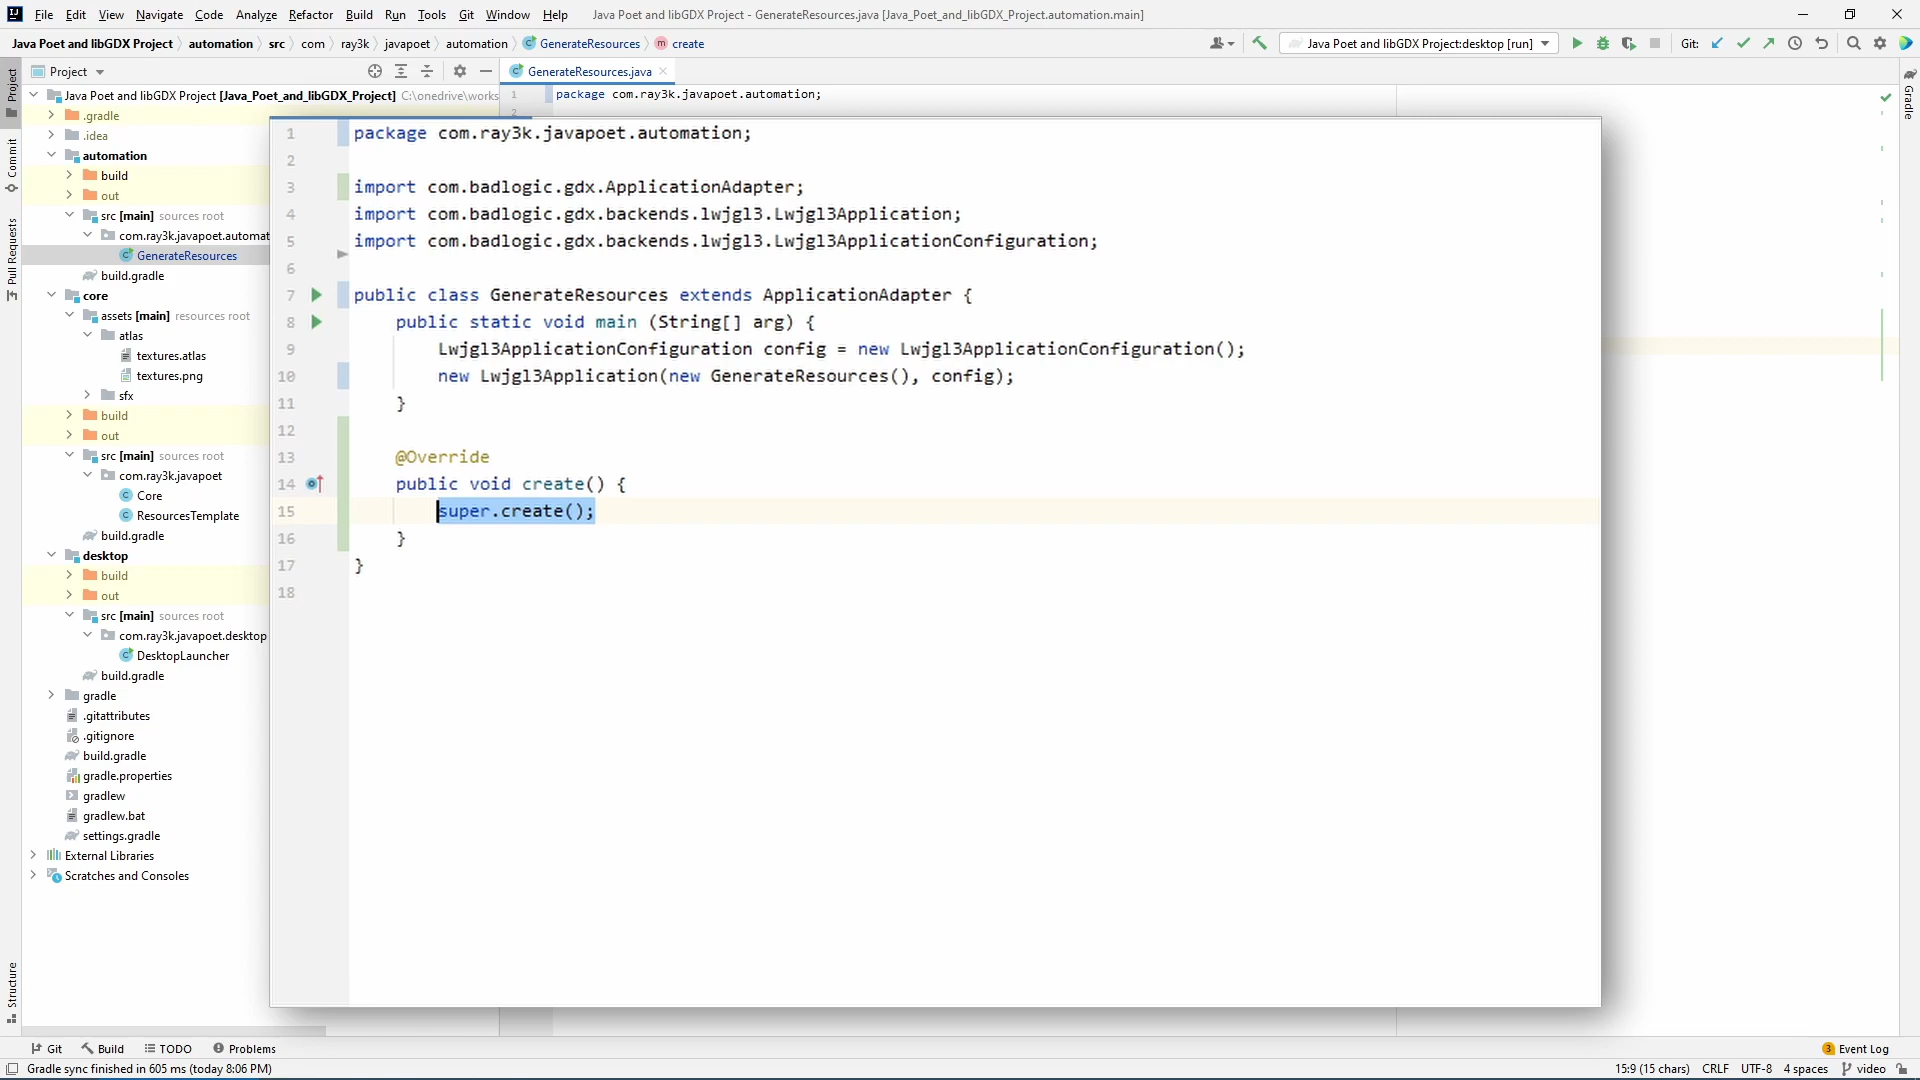 File Edit View Navigate Code Analyze Refactor Build Run Tools Git Window Help Java Poet and libGDX Project - GenerateResources.java [Java_Poet_and_libGDX_Project.automation.main]
Java Poet and libGDX Project automation src com ray3k javapoet automation GenerateResources create Java Poet and libGDX Project:desktop [run] Git:
Project GenerateResources.java
Java Poet and libGDX Project [Java_Poet_and_libGDX_Project] C:\onedrive\works
.gradle
.idea
automation
build
out
src [main] sources root
com.ray3k.javapoet.automat
GenerateResources
build.gradle
core
assets [main] resources root
atlas
textures.atlas
textures.png
sfx
build
out
src [main] sources root
com.ray3k.javapoet
Core
ResourcesTemplate
build.gradle
desktop
build
out
src [main] sources root
com.ray3k.javapoet.desktop
DesktopLauncher
build.gradle
gradle
.gitattributes
.gitignore
build.gradle
gradle.properties
gradlew
gradlew.bat
settings.gradle
External Libraries
Scratches and Consoles
Project
Commit
Pull Requests
Structure
Gradle
1 package com.ray3k.javapoet.automation;
2
1 package com.ray3k.javapoet.automation;
2
3 import com.badlogic.gdx.ApplicationAdapter;
4 import com.badlogic.gdx.backends.lwjgl3.Lwjgl3Application;
5 import com.badlogic.gdx.backends.lwjgl3.Lwjgl3ApplicationConfiguration;
6
7 public class GenerateResources extends ApplicationAdapter {
8 public static void main (String[] arg) {
9 Lwjgl3ApplicationConfiguration config = new Lwjgl3ApplicationConfiguration();
10 new Lwjgl3Application(new GenerateResources(), config);
11 }
12
13 @Override
14 public void create() {
15 super.create();
16 }
17 }
18
Git Build TODO Problems 3 Event Log
Gradle sync finished in 605 ms (today 8:06 PM) 15:9 (15 chars) CRLF UTF-8 4 spaces video